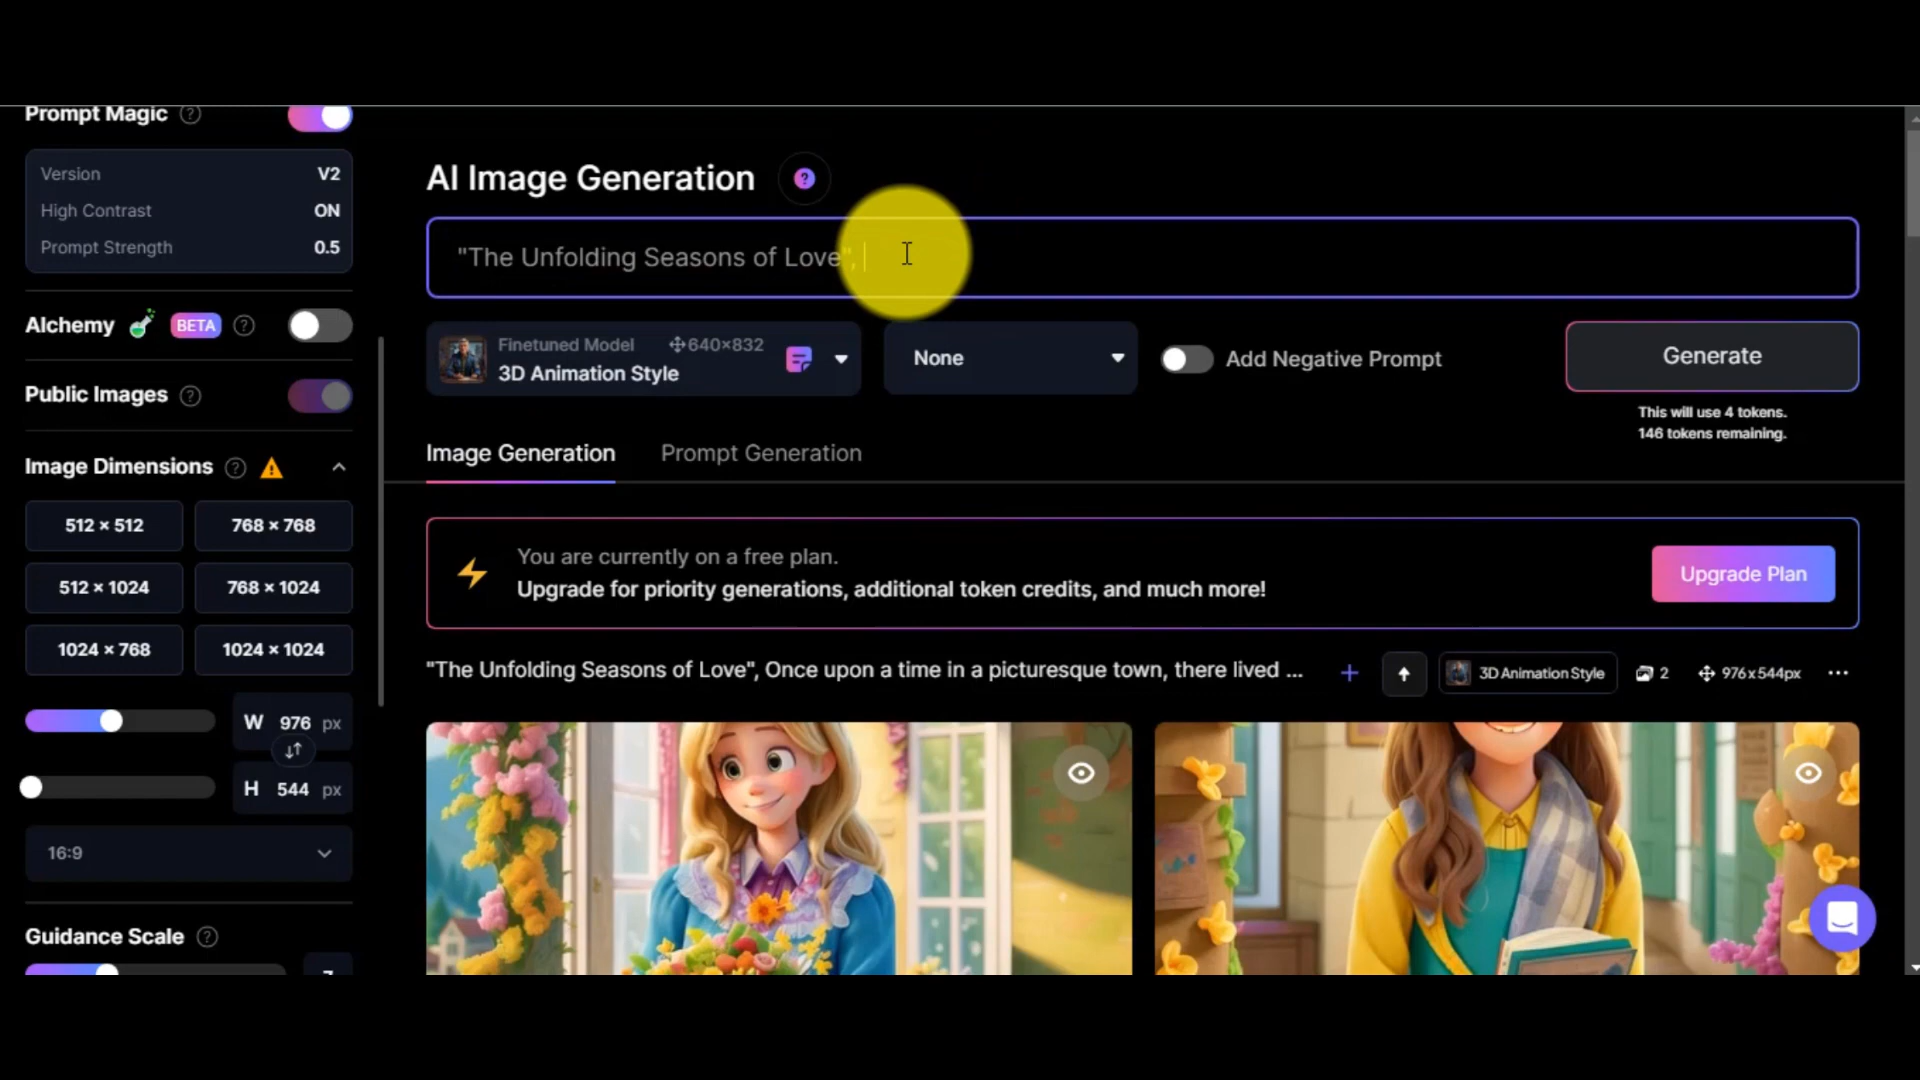 Prompt Magic ?
Version V2
High Contrast ON
Prompt Strength 0.5
Alchemy BETA ?
Public Images ?
Image Dimensions ?
512 × 512
768 × 768
512 × 1024
768 × 1024
1024 × 768
1024 × 1024
W 976 px
H 544 px
16:9
Guidance Scale ?
AI Image Generation ?
"The Unfolding Seasons of Love",
Finetuned Model 640×832
3D Animation Style
None
Add Negative Prompt
Generate
This will use 4 tokens.
146 tokens remaining.
Image Generation Prompt Generation
You are currently on a free plan.
Upgrade for priority generations, additional token credits, and much more!
Upgrade Plan
"The Unfolding Seasons of Love", Once upon a time in a picturesque town, there lived ...
3D Animation Style
2
976x544px